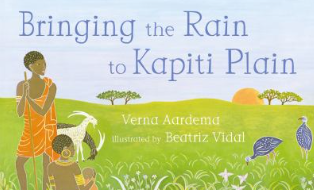 Bringing the Rain
to Kapiti Plain
Verna Aardema
illustrated by Beatriz Vidal